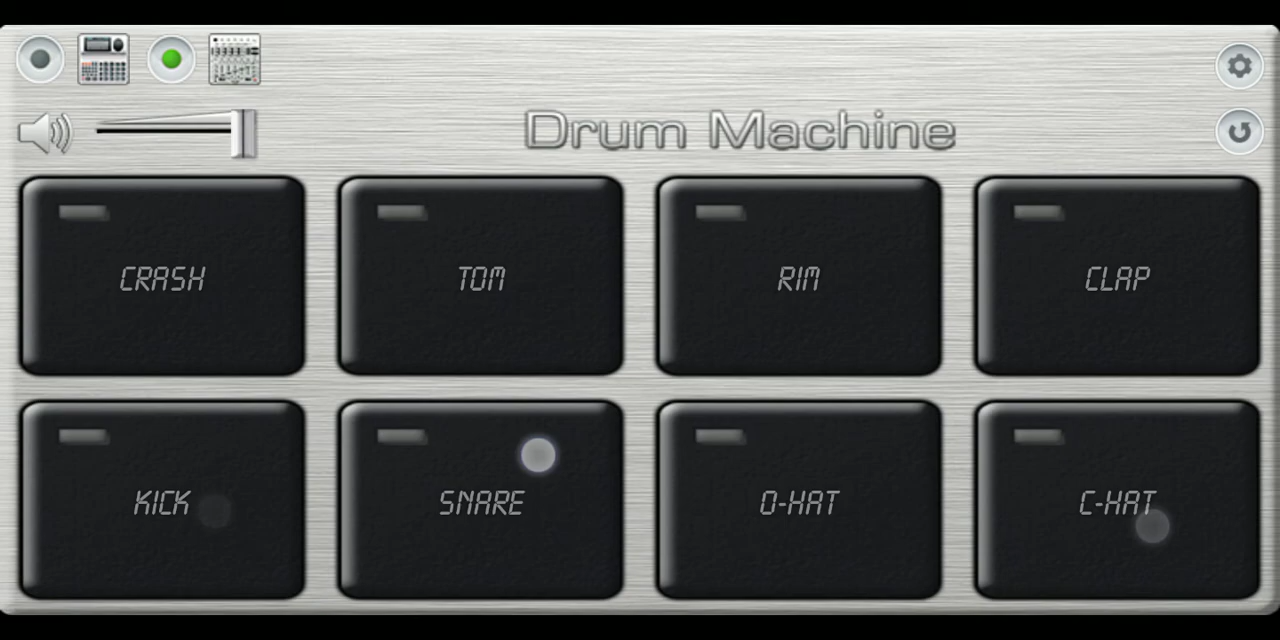 Drum Machine
CRASH
TOM
RIM
CLAP
KICK
SNARE
O-HAT
C-HAT